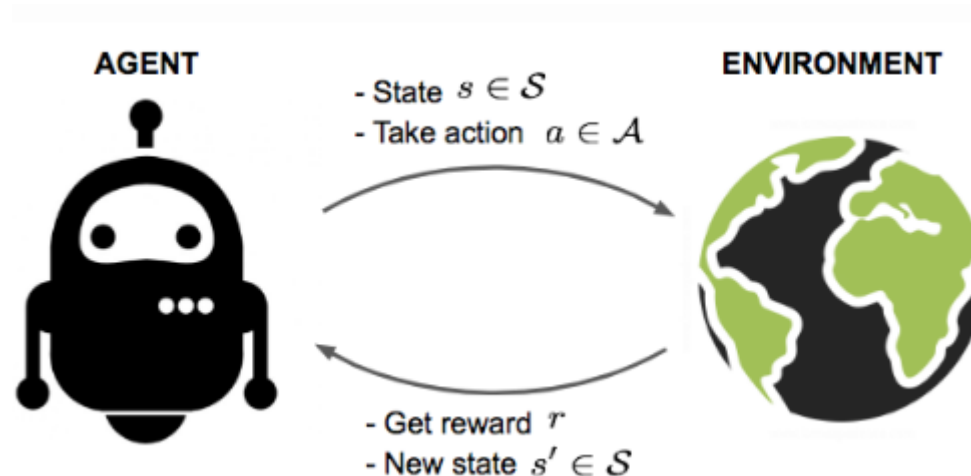 AGENT
ENVIRONMENT
- State s ∈ 𝒮
- Take action a ∈ 𝒜
- Get reward r
- New state s′ ∈ 𝒮